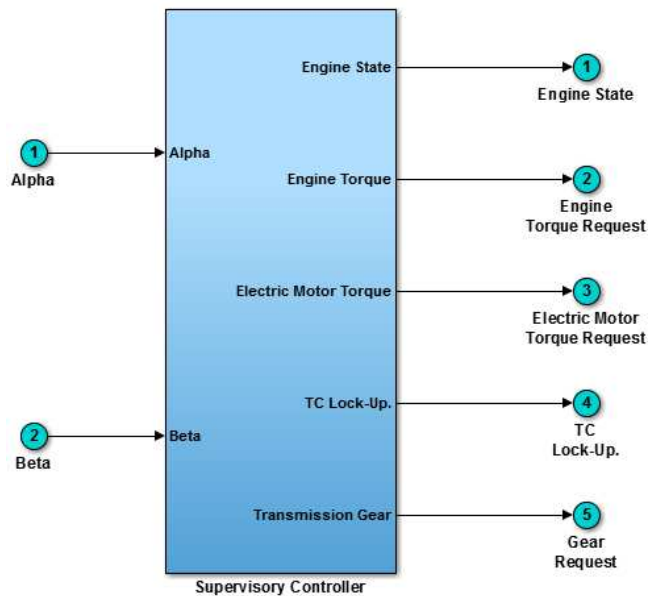 Engine State
1
Engine State
1
Alpha
Alpha
Engine Torque
2
Engine
Torque Request
Electric Motor Torque
3
Electric Motor
Torque Request
TC Lock-Up.
4
TC
Lock-Up.
2
Beta
Beta
Transmission Gear
5
Gear
Request
Supervisory Controller